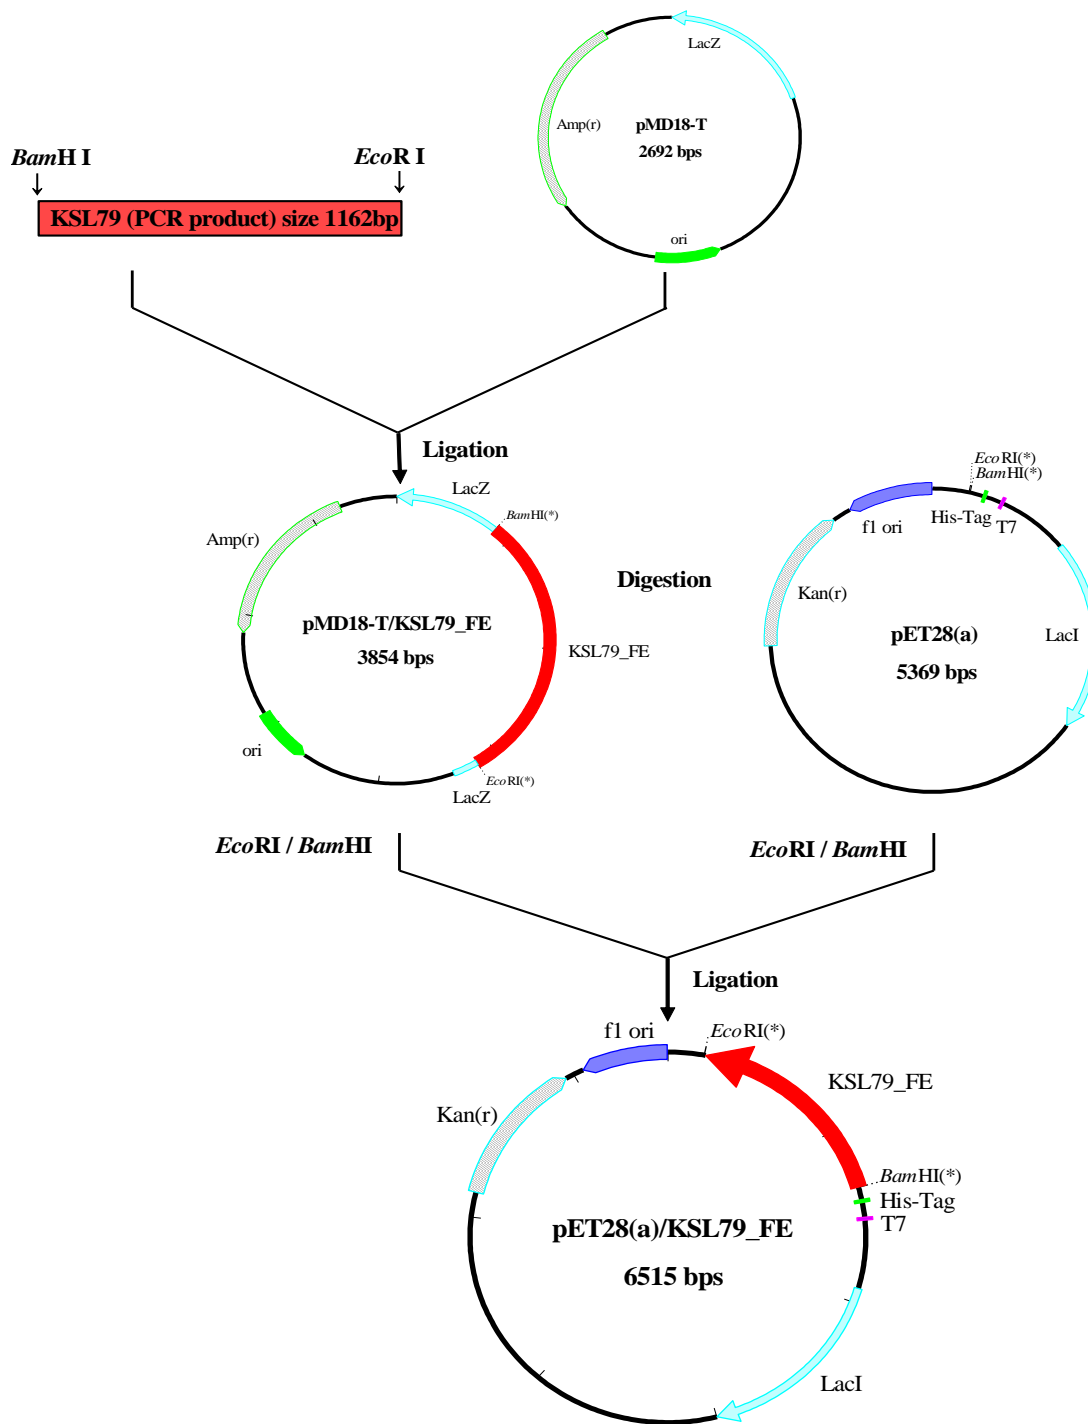 LacZ
Amp(r)
pMD18-T
2692 bps
ori
BamH I
EcoR I
KSL79 (PCR product) size 1162bp
Ligation
LacZ
BamHI(*)
Amp(r)
pMD18-T/KSL79_FE
3854 bps
KSL79_FE
ori
EcoRI(*)
LacZ
Digestion
EcoRI(*)
BamHI(*)
His-Tag
T7
f1 ori
Kan(r)
LacI
pET28(a)
5369 bps
EcoRI / BamHI
EcoRI / BamHI
Ligation
f1 ori
EcoRI(*)
KSL79_FE
Kan(r)
BamHI(*)
His-Tag
T7
pET28(a)/KSL79_FE
6515 bps
LacI